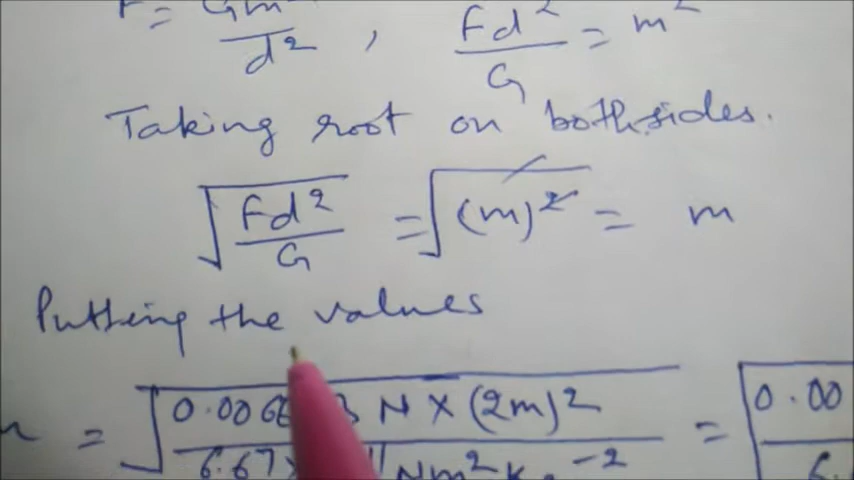 F = Gm² / d² , Fd² / G = m²
Taking root on both sides.
√(Fd² / G) = √(m)² = m
Putting the values
= √(0.00 N × (2m)² / 6.67× Nm² K -2) = √(0.00